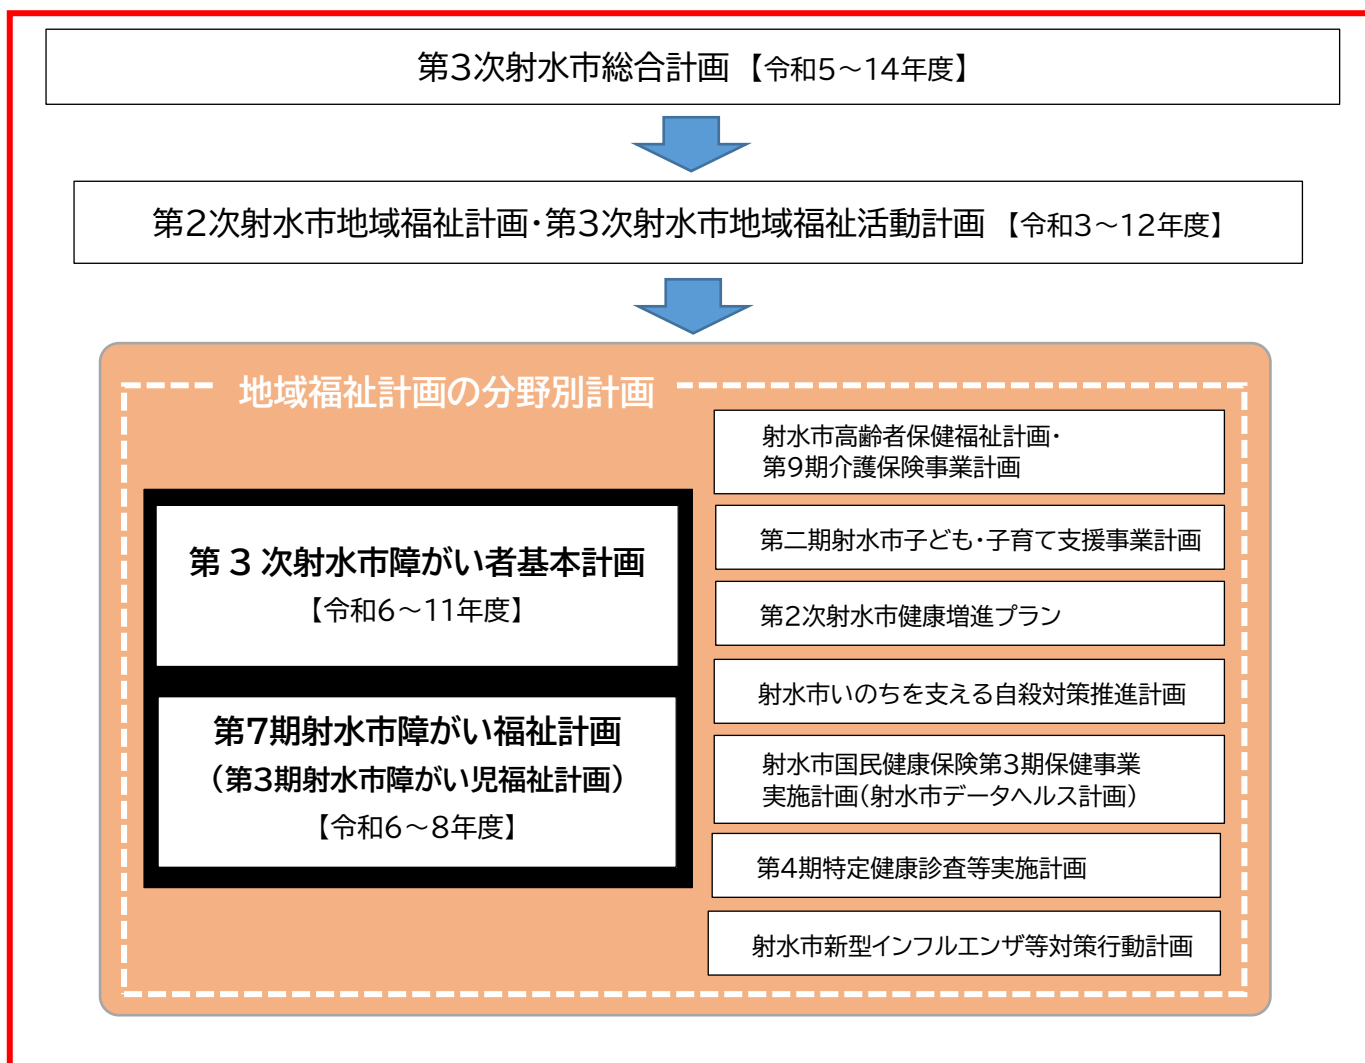 第3次射水市総合計画 【令和5～14年度】
第2次射水市地域福祉計画・第3次射水市地域福祉活動計画 【令和3～12年度】
地域福祉計画の分野別計画
第３次射水市障がい者基本計画
【令和6～11年度】
第7期射水市障がい福祉計画
（第3期射水市障がい児福祉計画）
【令和6～8年度】
射水市高齢者保健福祉計画・
第9期介護保険事業計画
第二期射水市子ども・子育て支援事業計画
第2次射水市健康増進プラン
射水市いのちを支える自殺対策推進計画
射水市国民健康保険第3期保健事業
実施計画（射水市データヘルス計画）
第4期特定健康診査等実施計画
射水市新型インフルエンザ等対策行動計画